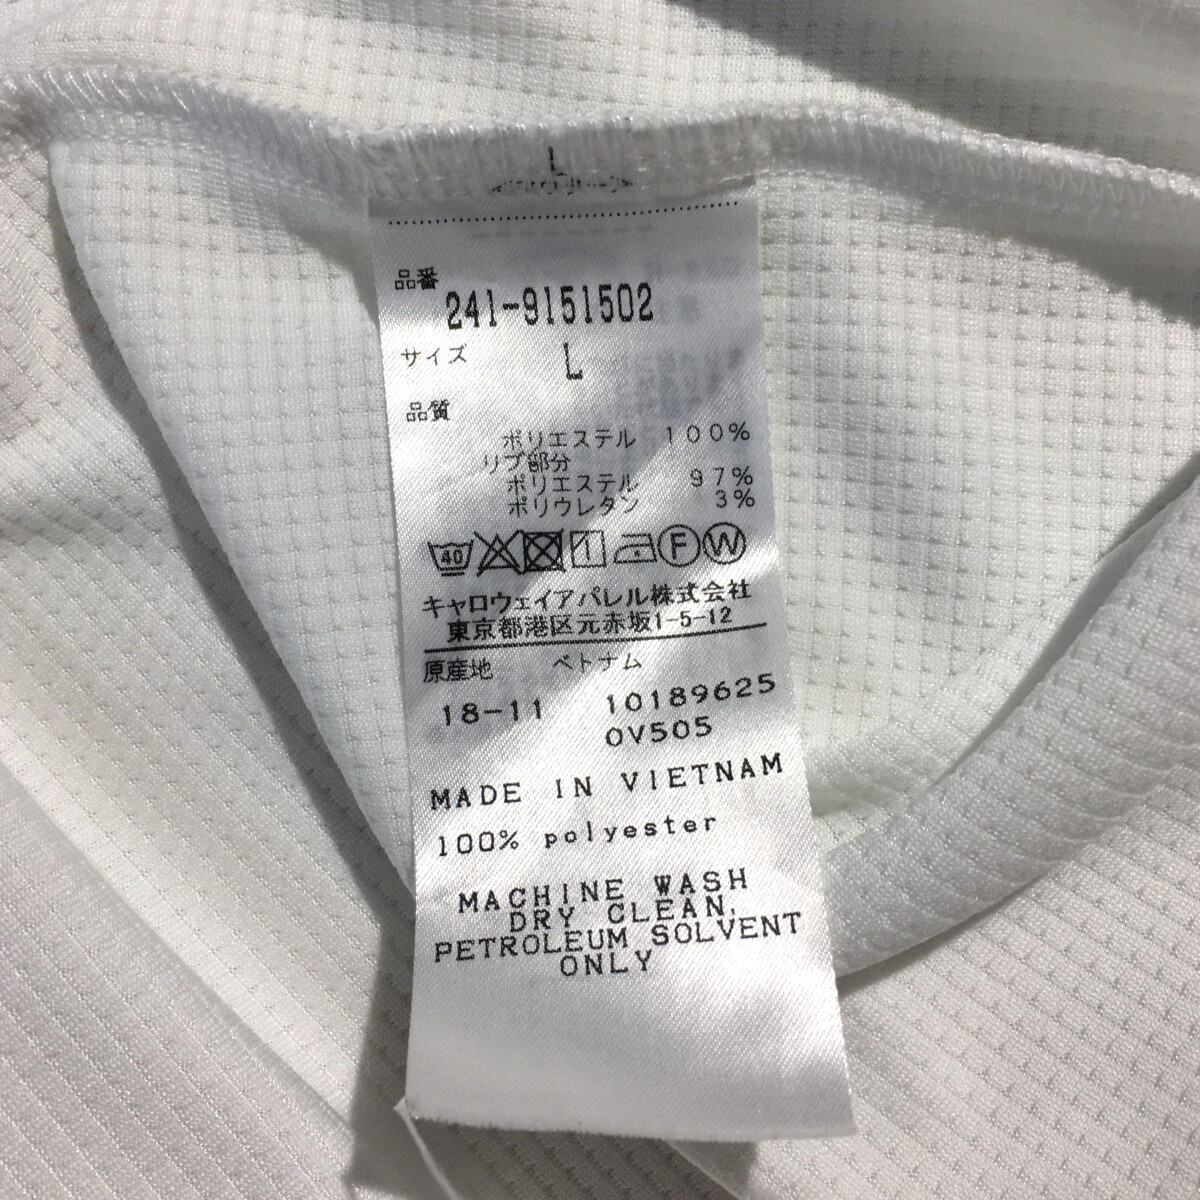 L
品番
241-9151502
サイズ L
品質
ポリエステル 100%
リブ部分
ポリエステル 97%
ポリウレタン 3%
40 F W
キャロウェイアパレル株式会社
東京都港区元赤坂1-5-12
原産地 ベトナム
18-11 10189625
0V505
MADE IN VIETNAM
100% polyester
MACHINE WASH
DRY CLEAN,
PETROLEUM SOLVENT
ONLY